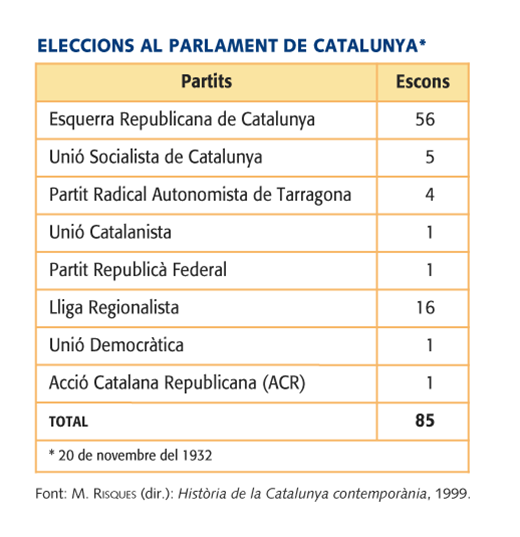 ELECCIONS AL PARLAMENT DE CATALUNYA*
Partits Escons
Esquerra Republicana de Catalunya 56
Unió Socialista de Catalunya 5
Partit Radical Autonomista de Tarragona 4
Unió Catalanista 1
Partit Republicà Federal 1
Lliga Regionalista 16
Unió Democràtica 1
Acció Catalana Republicana (ACR) 1
TOTAL 85
* 20 de novembre del 1932
Font: M. RISQUES (dir.): Història de la Catalunya contemporània, 1999.